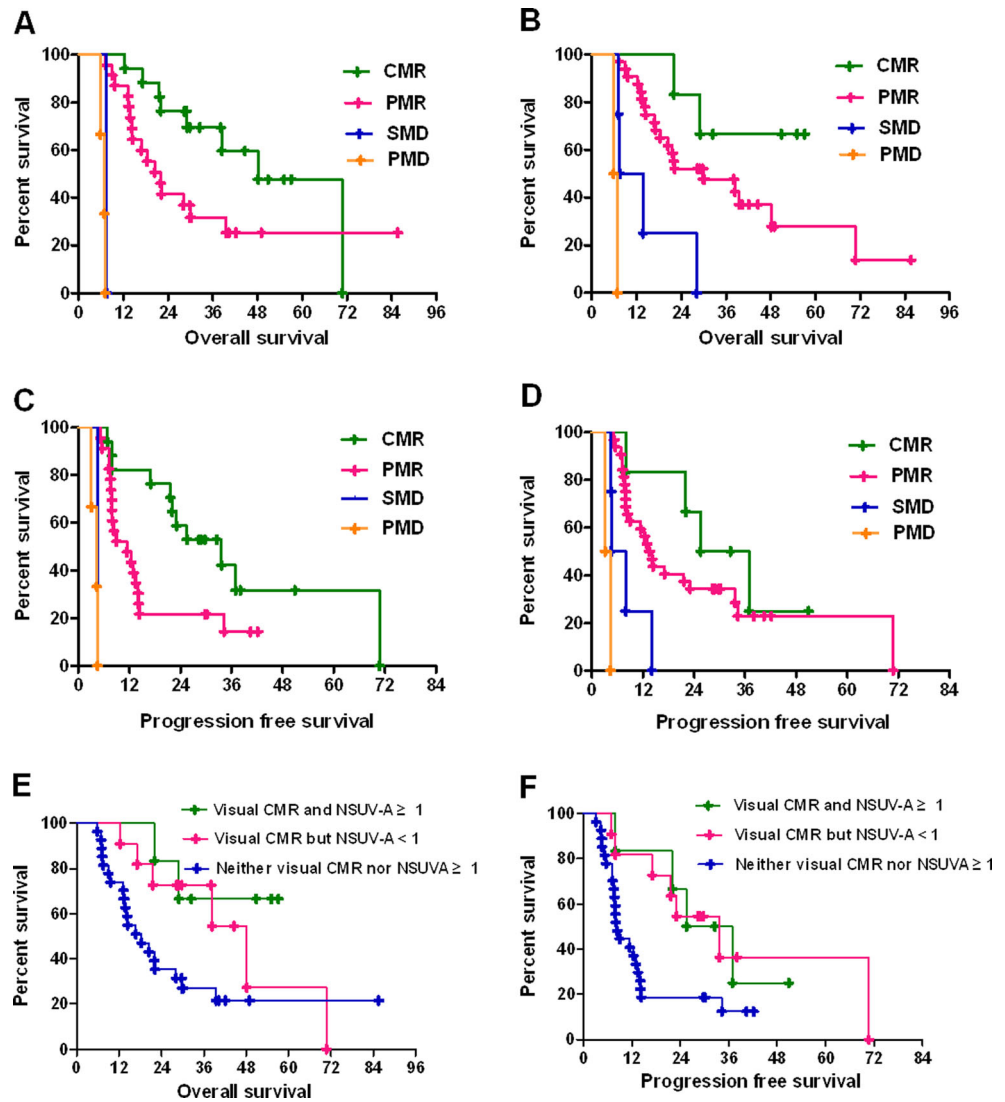 A
100
80
60
40
20
0
Percent survival
CMR
PMR
SMD
PMD
12 24 36 48 60 72 84 96
Overall survival
B
100
80
60
40
20
0
Percent survival
CMR
PMR
SMD
PMD
0 12 24 36 48 60 72 84 96
Overall survival
C
100
80
60
40
20
0
Percent survival
CMR
PMR
SMD
PMD
0 12 24 36 48 60 72 84
Progression free survival
D
100
80
60
40
20
0
Percent survival
CMR
PMR
SMD
PMD
0 12 24 36 48 60 72 84
Progression free survival
E
100
80
60
40
20
0
Percent survival
Visual CMR and NSUV-A ≥ 1
Visual CMR but NSUV-A < 1
Neither visual CMR nor NSUVA ≥ 1
0 12 24 36 48 60 72 84 96
Overall survival
F
100
80
60
40
20
0
Percent survival
Visual CMR and NSUV-A ≥ 1
Visual CMR but NSUV-A < 1
Neither visual CMR nor NSUVA ≥ 1
0 12 24 36 48 60 72 84
Progression free survival